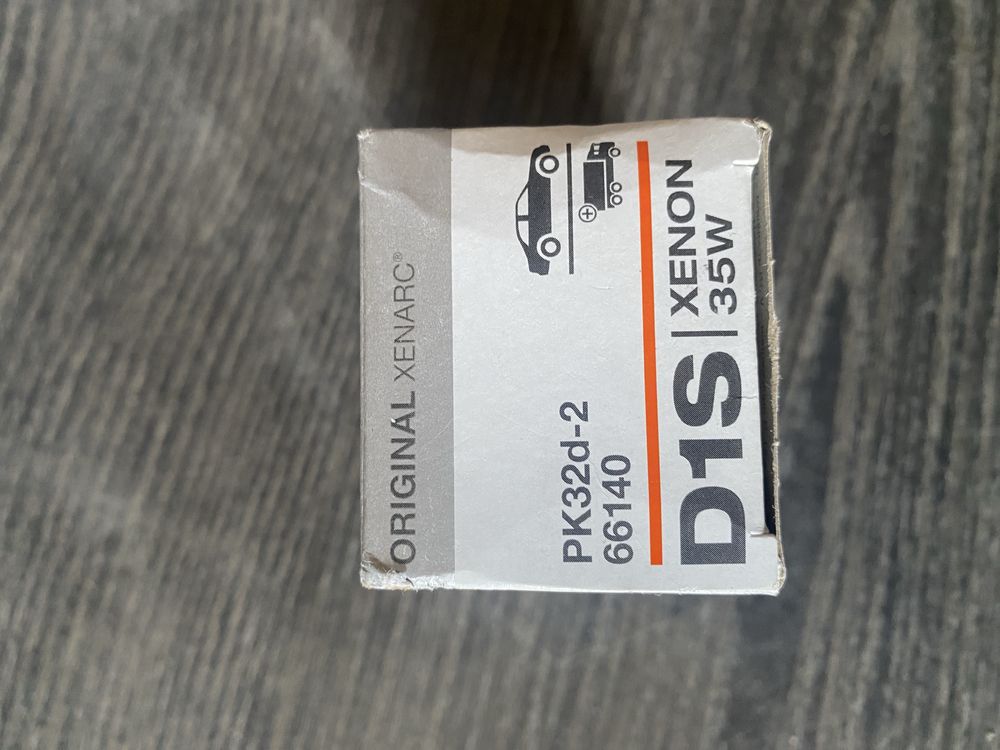 ORIGINAL XENARC®
PK32d-2
66140
D1S | XENON
35W